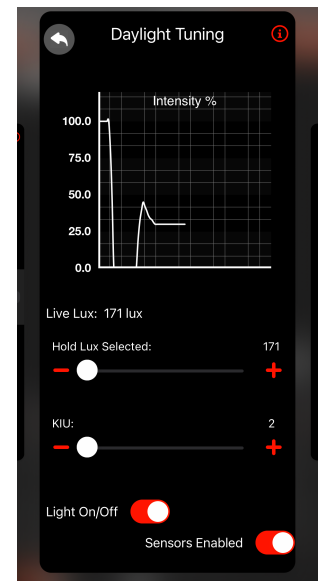 Daylight Tuning
Intensity %
100.0
75.0
50.0
25.0
0.0
Live Lux: 171 lux
Hold Lux Selected: 171
KIU: 2
Light On/Off
Sensors Enabled